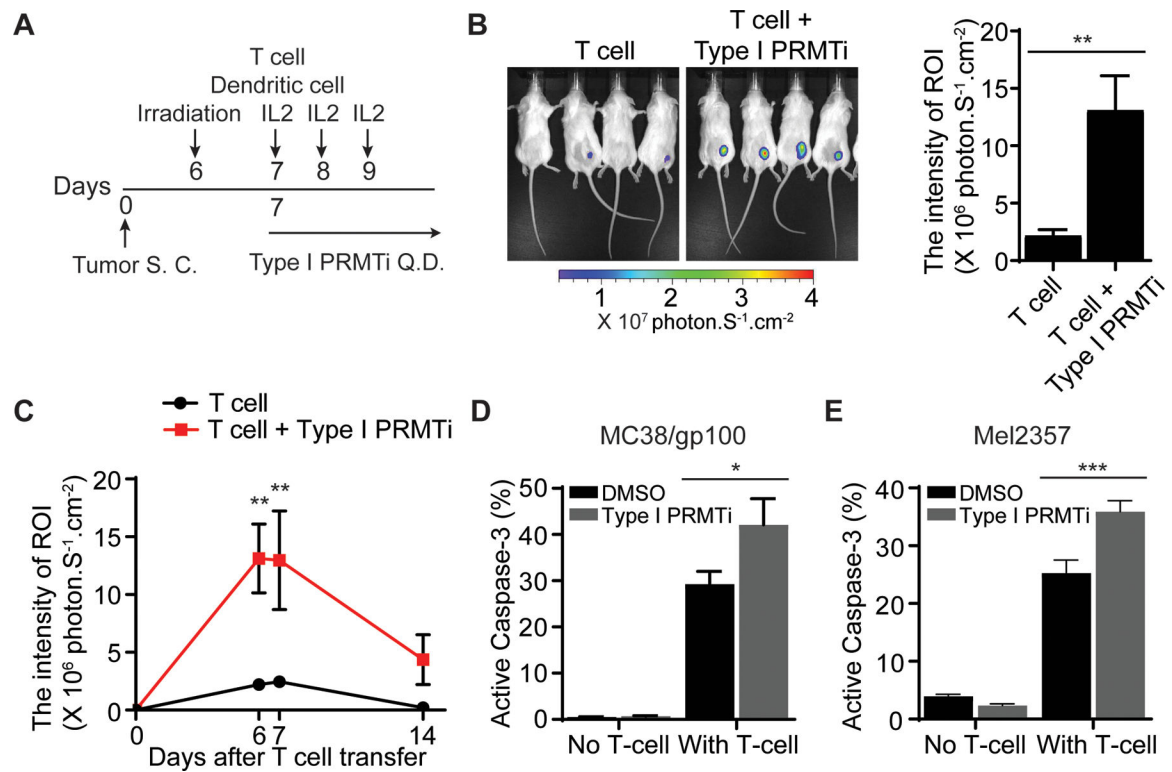 A
T cell
Dendritic cell
Irradiation IL2 IL2 IL2
6 7 8 9
Days
0 7
Tumor S. C. Type I PRMTi Q.D.
B
T cell
T cell +
Type I PRMTi
1 2 3 4
X 10⁷ photon.S⁻¹.cm⁻²
The intensity of ROI
(X 10⁶ photon.S⁻¹.cm⁻²)
20
15
10
5
0
**
T cell
T cell +
Type I PRMTi
C
T cell
T cell + Type I PRMTi
The intensity of ROI
(X 10⁶ photon.S⁻¹.cm⁻²)
20
15
10
5
0
** **
0 6 7 14
Days after T cell transfer
D
MC38/gp100
*
DMSO
Type I PRMTi
Active Caspase-3 (%)
50
40
30
20
10
0
No T-cell With T-cell
E
Mel2357
***
DMSO
Type I PRMTi
Active Caspase-3 (%)
40
30
20
10
0
No T-cell With T-cell